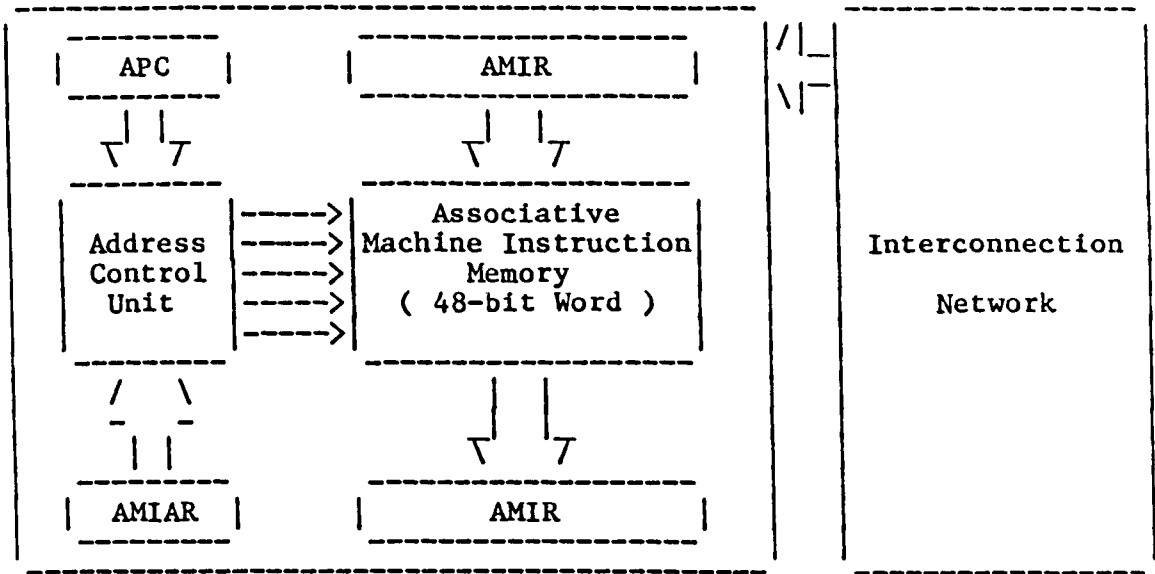 APC
AMIR
Address
Control
Unit
Associative
Machine Instruction
Memory
( 48-bit Word )
AMIAR
AMIR
Interconnection
Network